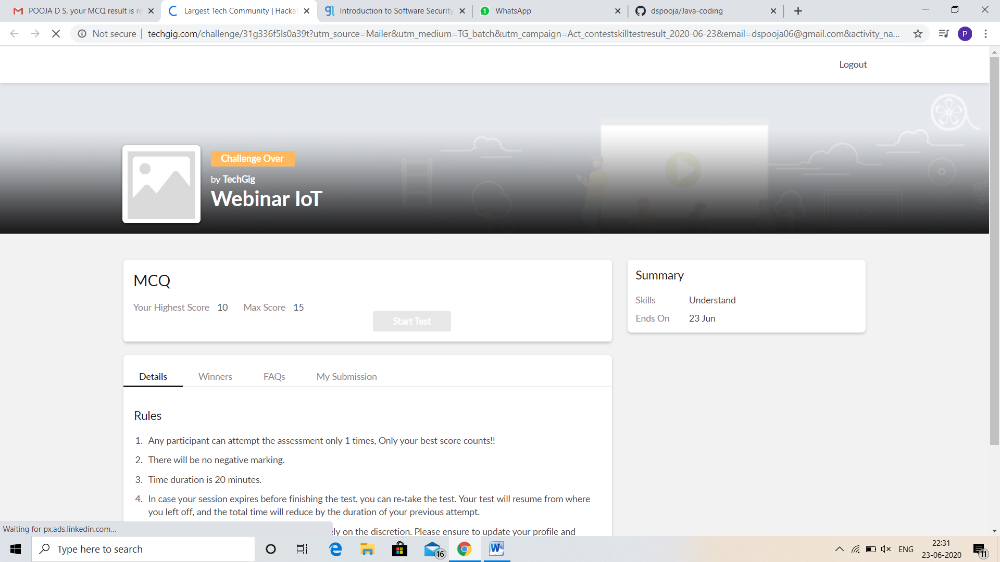 POOJA D S, your MCQ result is re
Largest Tech Community | Hacka
Introduction to Software Security
WhatsApp
dspooja/Java-coding
Not secure | techgig.com/challenge/31g336f5ls0a39t?utm_source=Mailer&utm_medium=TG_batch&utm_campaign=Act_contestskilltestresult_2020-06-23&email=dspooja06@gmail.com&activity_na...
P
Logout
Challenge Over
by TechGig
Webinar IoT
MCQ
Your Highest Score 10 Max Score 15
Start Test
Summary
Skills Understand
Ends On 23 Jun
Details Winners FAQs My Submission
Rules
1. Any participant can attempt the assessment only 1 times, Only your best score counts!!
2. There will be no negative marking.
3. Time duration is 20 minutes.
4. In case your session expires before finishing the test, you can re-take the test. Your test will resume from where
you left off, and the total time will reduce by the duration of your previous attempt.
ly on the discretion. Please ensure to update your profile and
Waiting for px.ads.linkedin.com...
Type here to search
16
ENG
22:31
23-06-2020
11